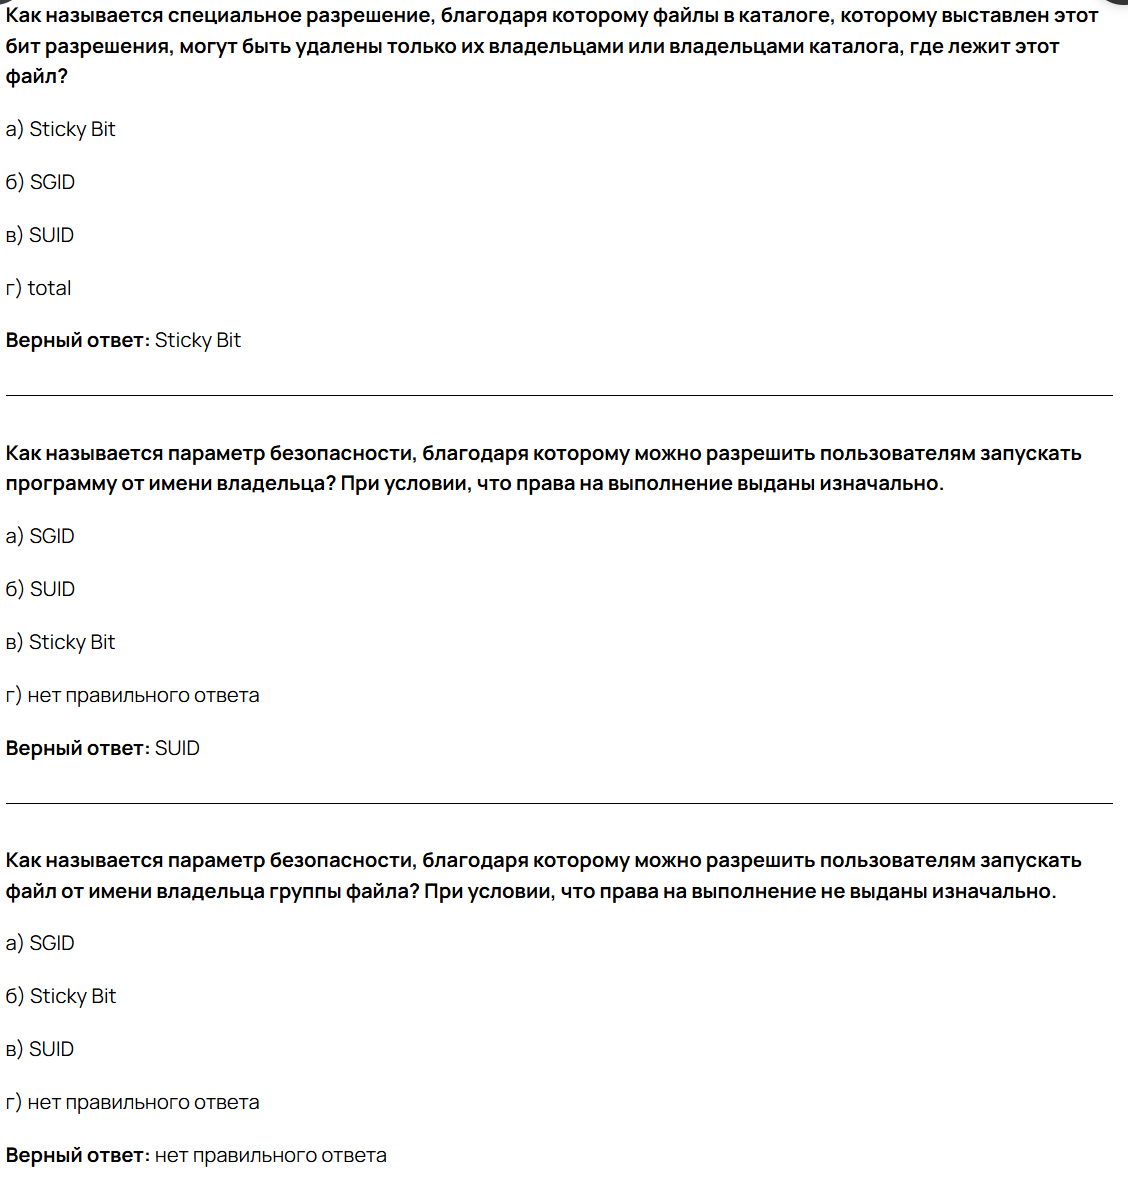 Как называется специальное разрешение, благодаря которому файлы в каталоге, которому выставлен этот
бит разрешения, могут быть удалены только их владельцами или владельцами каталога, где лежит этот
файл?
а) Sticky Bit
б) SGID
в) SUID
г) total
Верный ответ: Sticky Bit
Как называется параметр безопасности, благодаря которому можно разрешить пользователям запускать
программу от имени владельца? При условии, что права на выполнение выданы изначально.
а) SGID
б) SUID
в) Sticky Bit
г) нет правильного ответа
Верный ответ: SUID
Как называется параметр безопасности, благодаря которому можно разрешить пользователям запускать
файл от имени владельца группы файла? При условии, что права на выполнение не выданы изначально.
а) SGID
б) Sticky Bit
в) SUID
г) нет правильного ответа
Верный ответ: нет правильного ответа